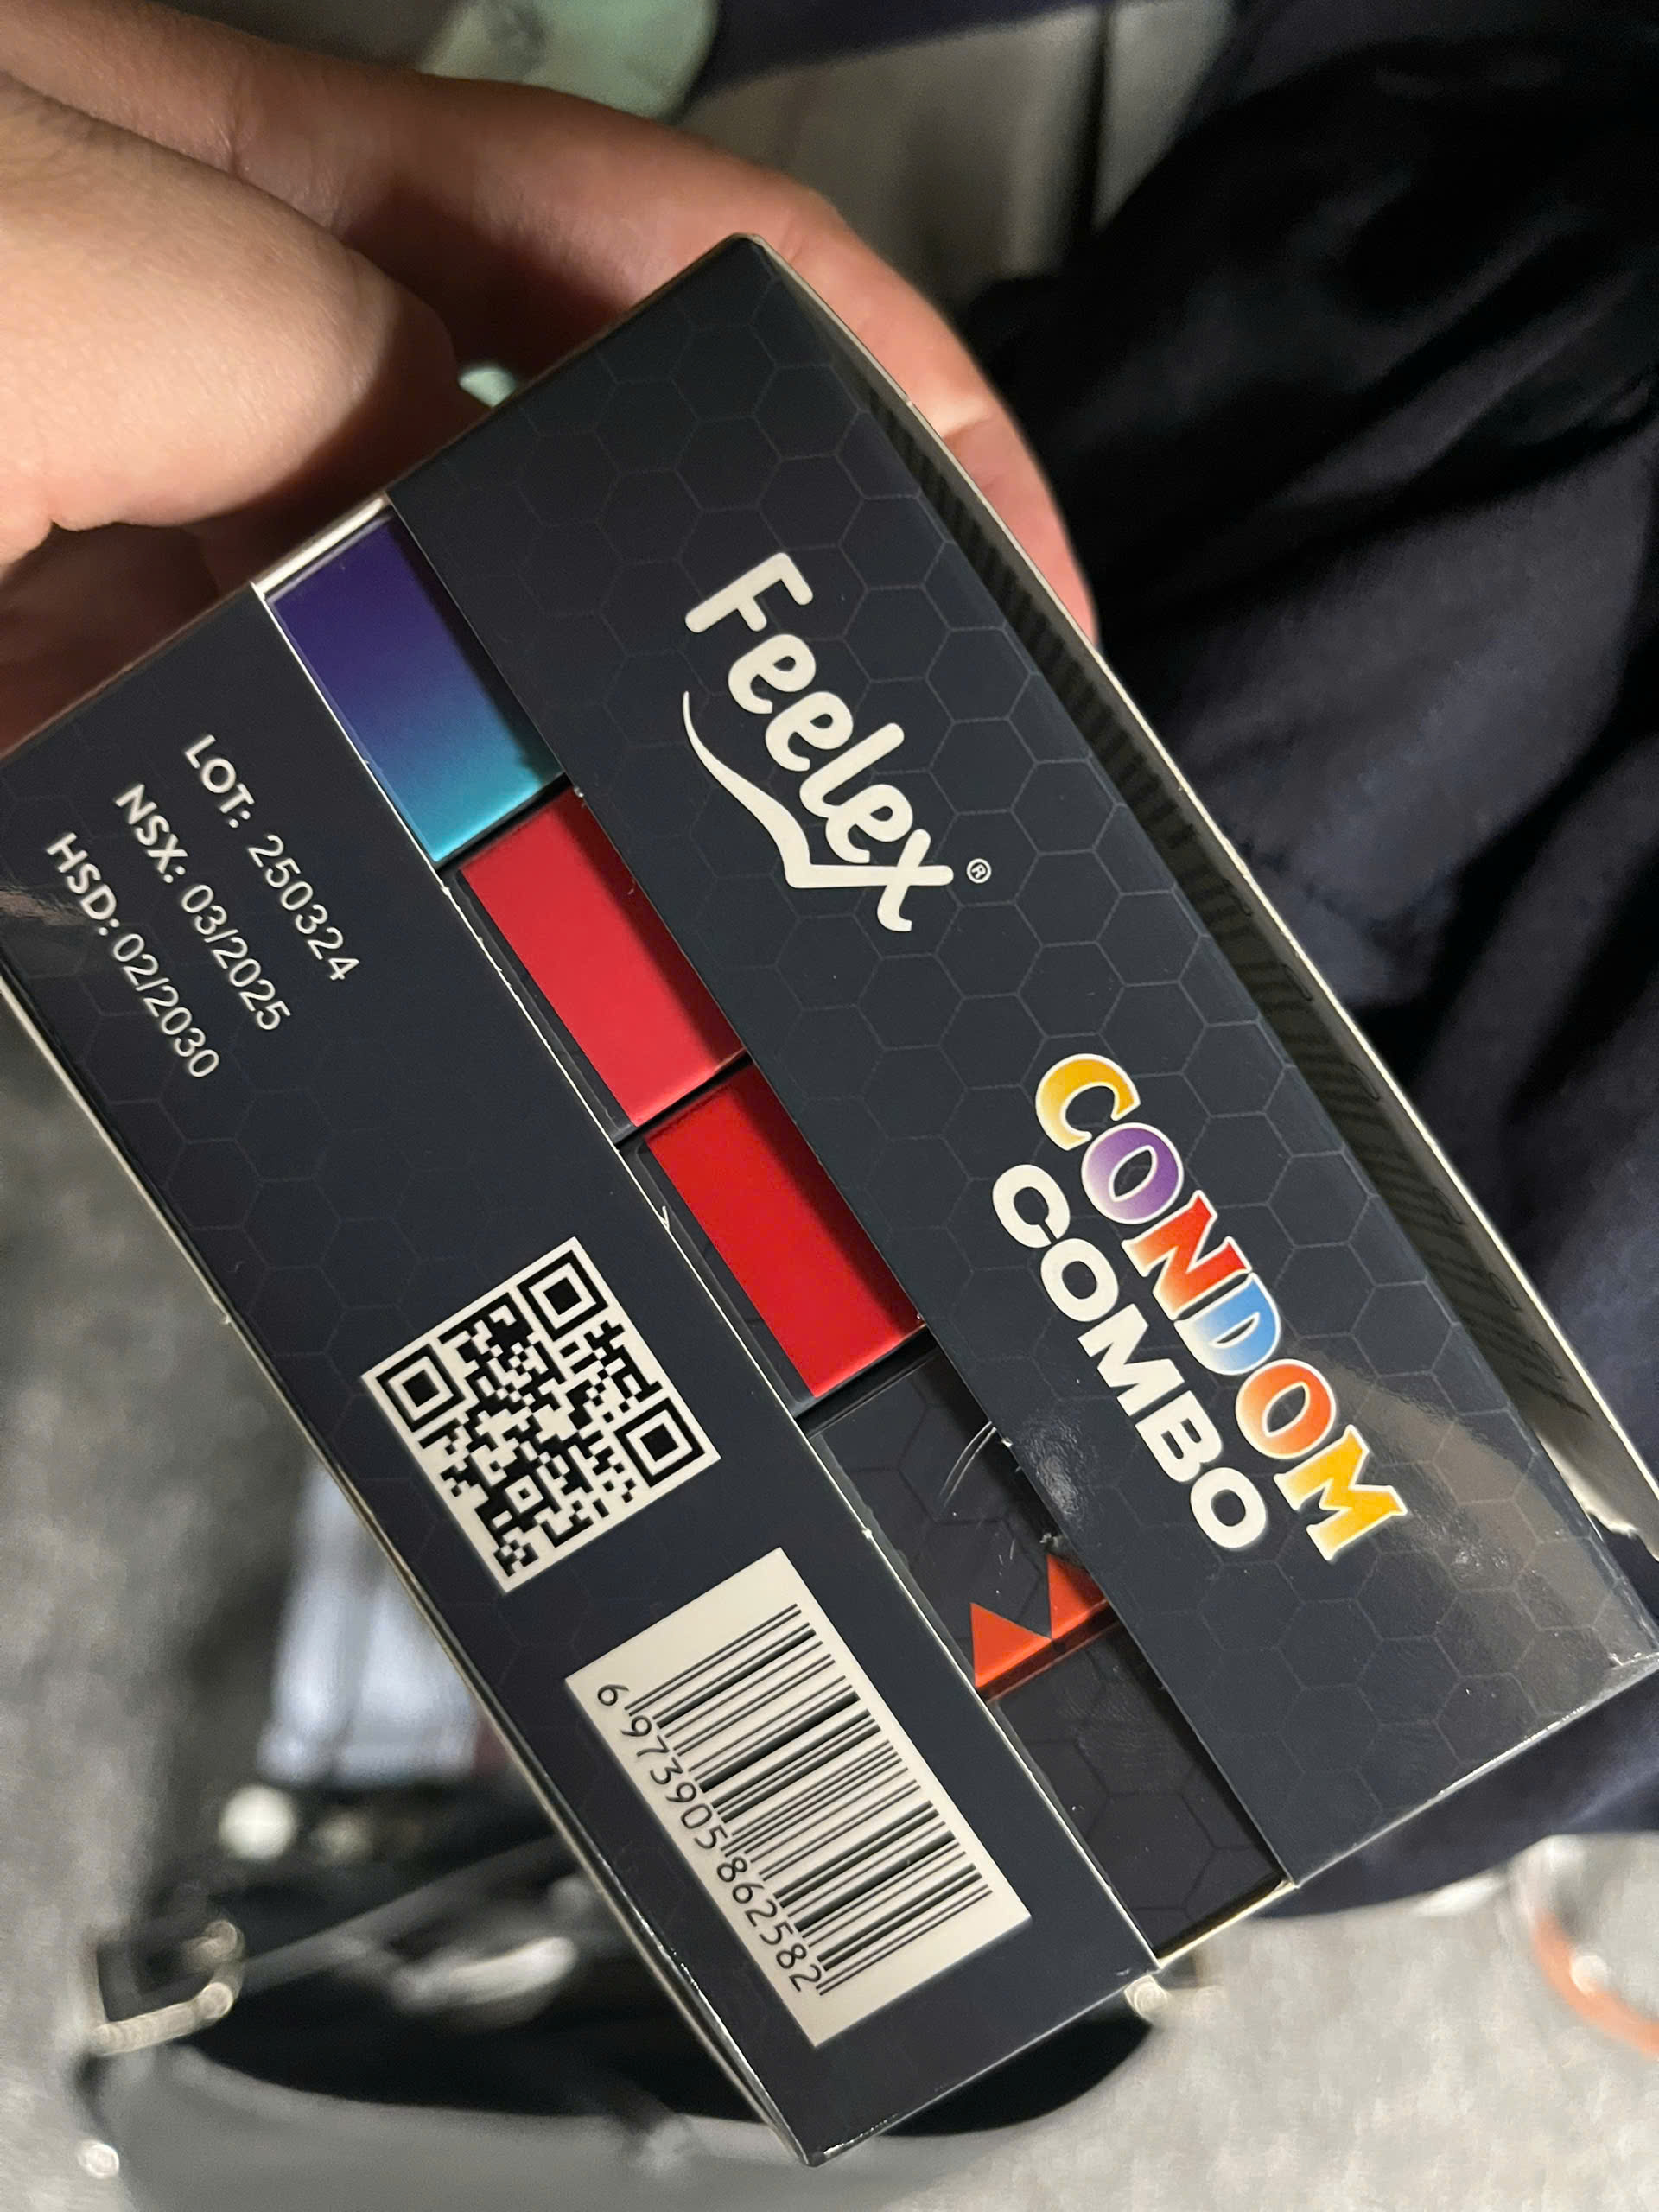 Feelex®
CONDOM
COMBO
LOT: 250324
NSX: 03/2025
HSD: 02/2030
6 973905 862582